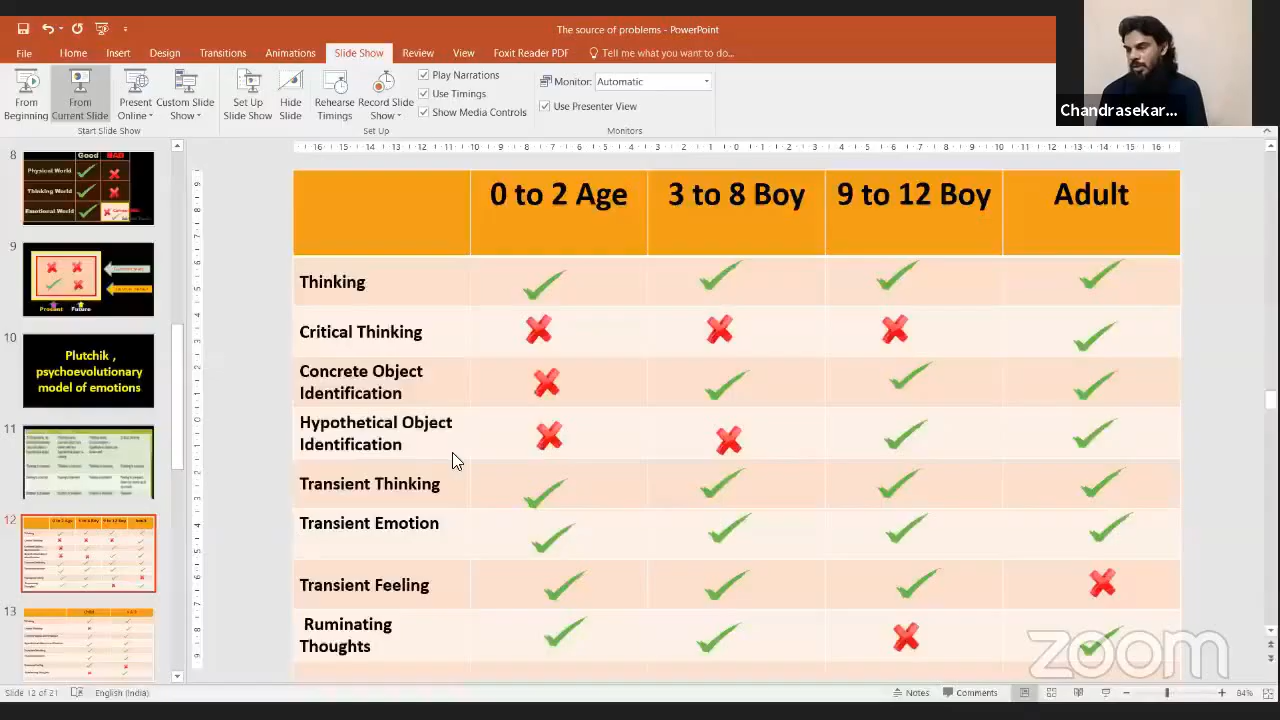 The source of problems - PowerPoint
File Home Insert Design Transitions Animations Slide Show Review View Foxit Reader PDF Tell me what you want to do...
From Beginning
From Current Slide
Present Online
Custom Slide Show
Set Up Slide Show
Hide Slide
Rehearse Timings
Record Slide Show
Play Narrations
Use Timings
Show Media Controls
Monitor: Automatic
Use Presenter View
Start Slide Show
Set Up
Monitors
Chandrasekar...
8
Good BAD
Physical World
Thinking World
Emotional World
9
Present Future
10
Plutchik ,
psychoevolutionary
model of emotions
11
12
13
0 to 2 Age 3 to 8 Boy 9 to 12 Boy Adult
Thinking
Critical Thinking
Concrete Object
Identification
Hypothetical Object
Identification
Transient Thinking
Transient Emotion
Transient Feeling
Ruminating
Thoughts
zoom
Slide 12 of 21 English (India) Notes Comments 84%